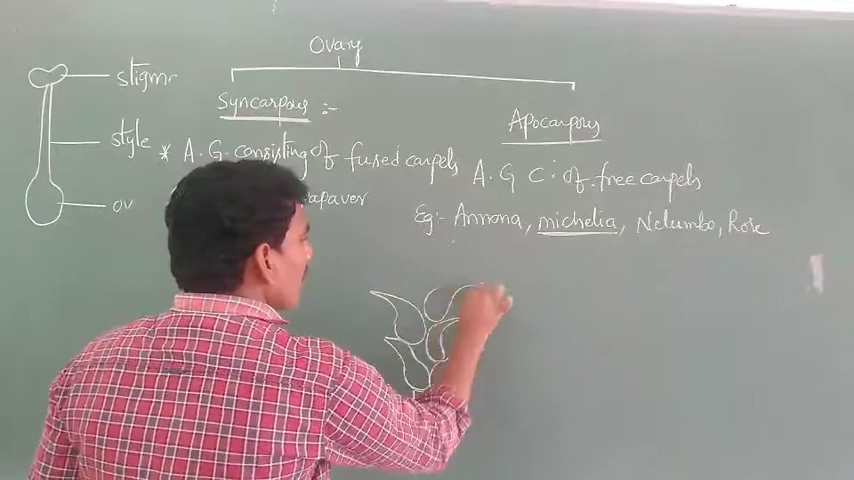 Ovary
stigma
Syncarpous :-
Apocarpous
style
* A.G. consisting of fused carpels
A.G C: of free carpels
ov
apaver
Eg:- Annona, michelia, Nelumbo, Rose